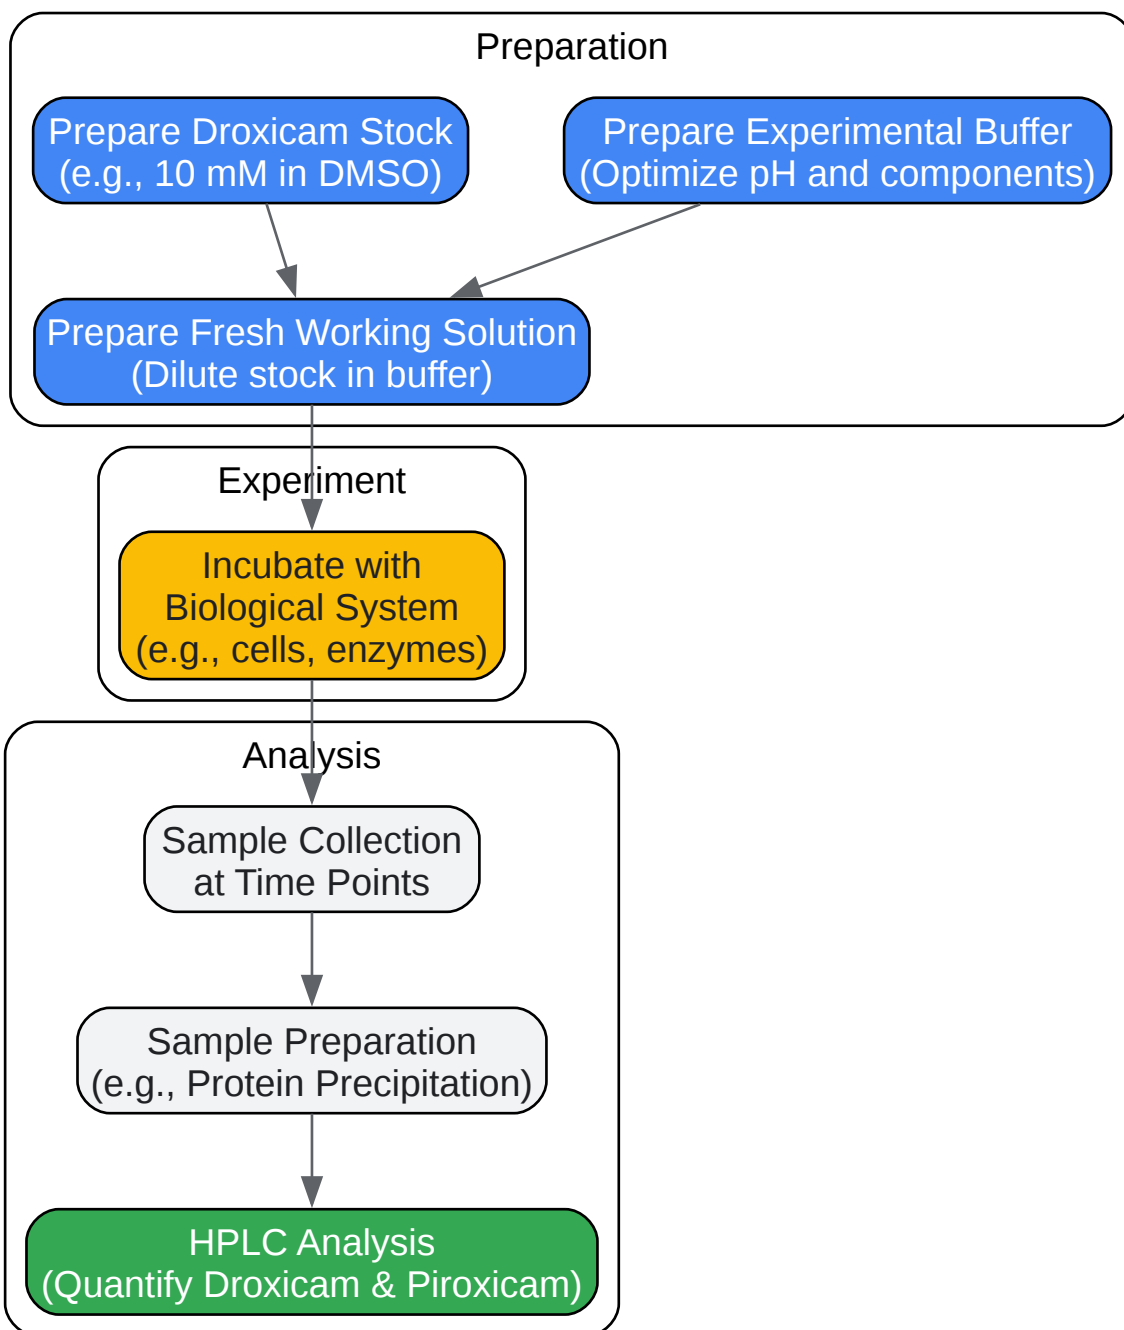 Preparation
Prepare Droxicam Stock
(e.g., 10 mM in DMSO)
Prepare Experimental Buffer
(Optimize pH and components)
Prepare Fresh Working Solution
(Dilute stock in buffer)
Experiment
Incubate with
Biological System
(e.g., cells, enzymes)
Analysis
Sample Collection
at Time Points
Sample Preparation
(e.g., Protein Precipitation)
HPLC Analysis
(Quantify Droxicam & Piroxicam)